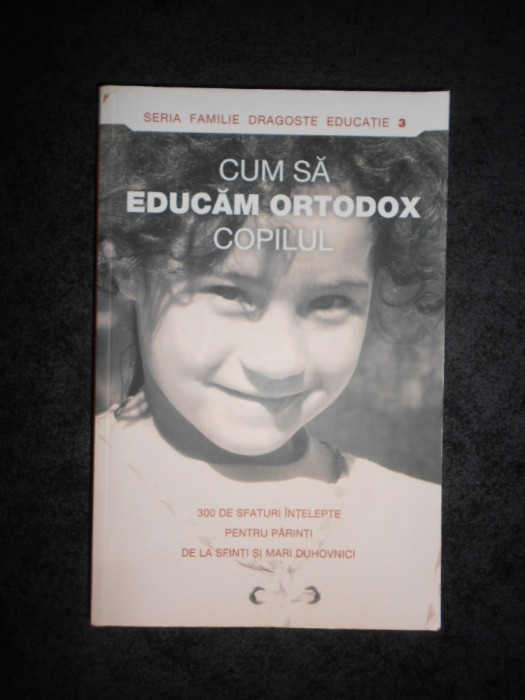 SERIA FAMILIE DRAGOSTE EDUCAȚIE 3
CUM SĂ
EDUCĂM ORTODOX
COPILUL
300 DE SFATURI ÎNȚELEPTE
PENTRU PĂRINȚI
DE LA SFINȚI ȘI MARI DUHOVNICI